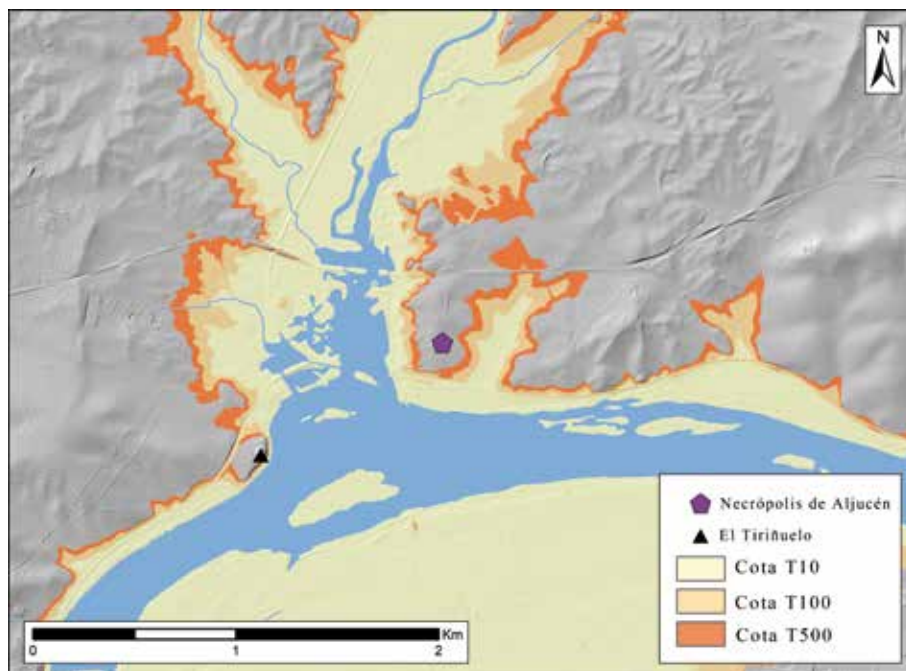 N
Necrópolis de Aljucén
El Tiriñuelo
Cota T10
Cota T100
Cota T500
Km
0 1 2